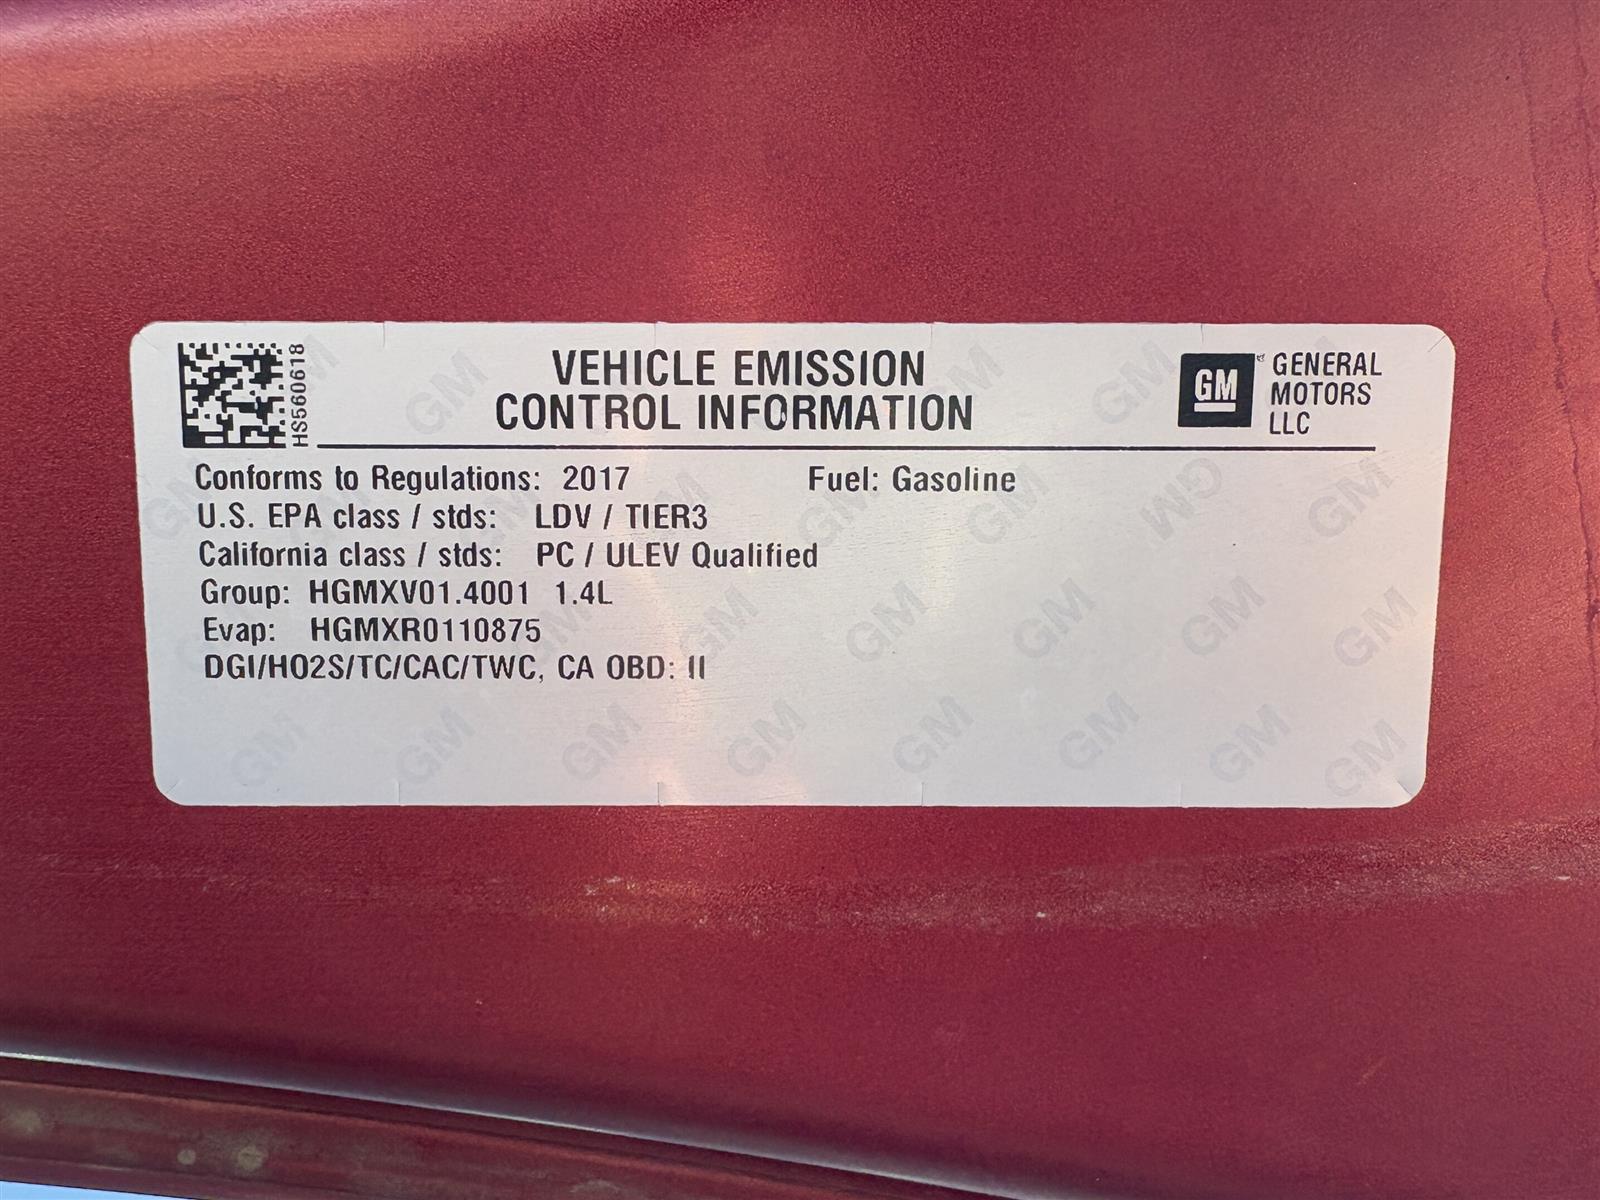 HS560618
VEHICLE EMISSION
CONTROL INFORMATION
GM
GENERAL
MOTORS
LLC
Conforms to Regulations: 2017 Fuel: Gasoline
U.S. EPA class / stds: LDV / TIER3
California class / stds: PC / ULEV Qualified
Group: HGMXV01.4001 1.4L
Evap: HGMXR0110875
DGI/HO2S/TC/CAC/TWC, CA OBD: II